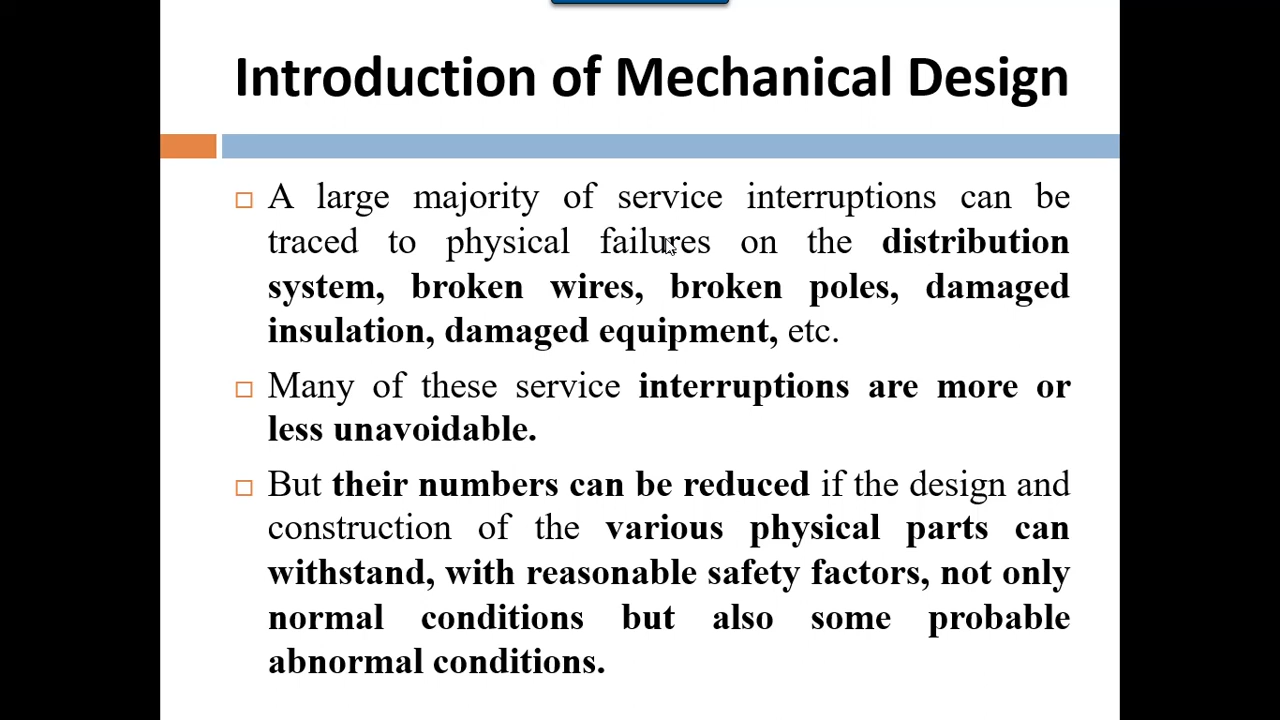 Introduction of Mechanical Design
A large majority of service interruptions can be
traced to physical failures on the distribution
system, broken wires, broken poles, damaged
insulation, damaged equipment, etc.
Many of these service interruptions are more or
less unavoidable.
But their numbers can be reduced if the design and
construction of the various physical parts can
withstand, with reasonable safety factors, not only
normal conditions but also some probable
abnormal conditions.